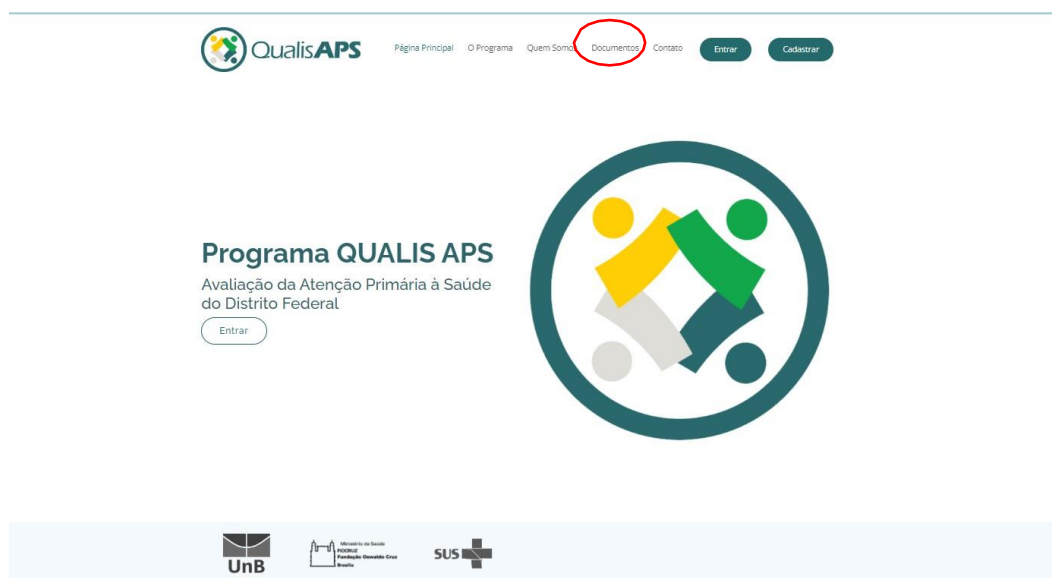 QualisAPS
Página Principal O Programa Quem Somos Documentos Contato Entrar Cadastrar
Programa QUALIS APS
Avaliação da Atenção Primária à Saúde
do Distrito Federal
Entrar
UnB
Ministério da Saúde
FIOCRUZ
Fundação Oswaldo Cruz
Brasília
SUS